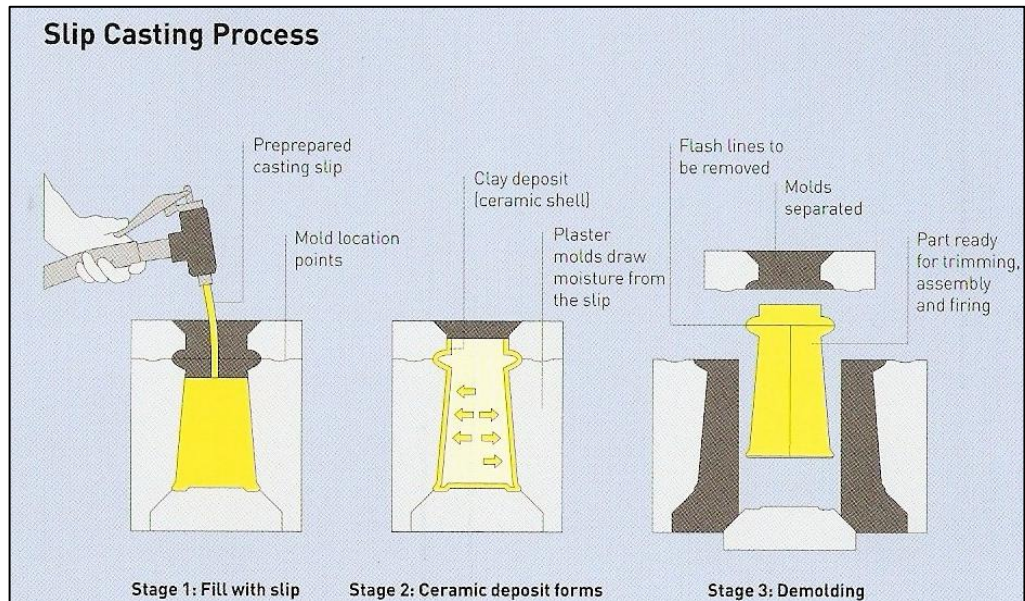 Slip Casting Process
Preprepared
casting slip
Mold location
points
Clay deposit
(ceramic shell)
Plaster
molds draw
moisture from
the slip
Flash lines to
be removed
Molds
separated
Part ready
for trimming,
assembly
and firing
Stage 1: Fill with slip
Stage 2: Ceramic deposit forms
Stage 3: Demolding